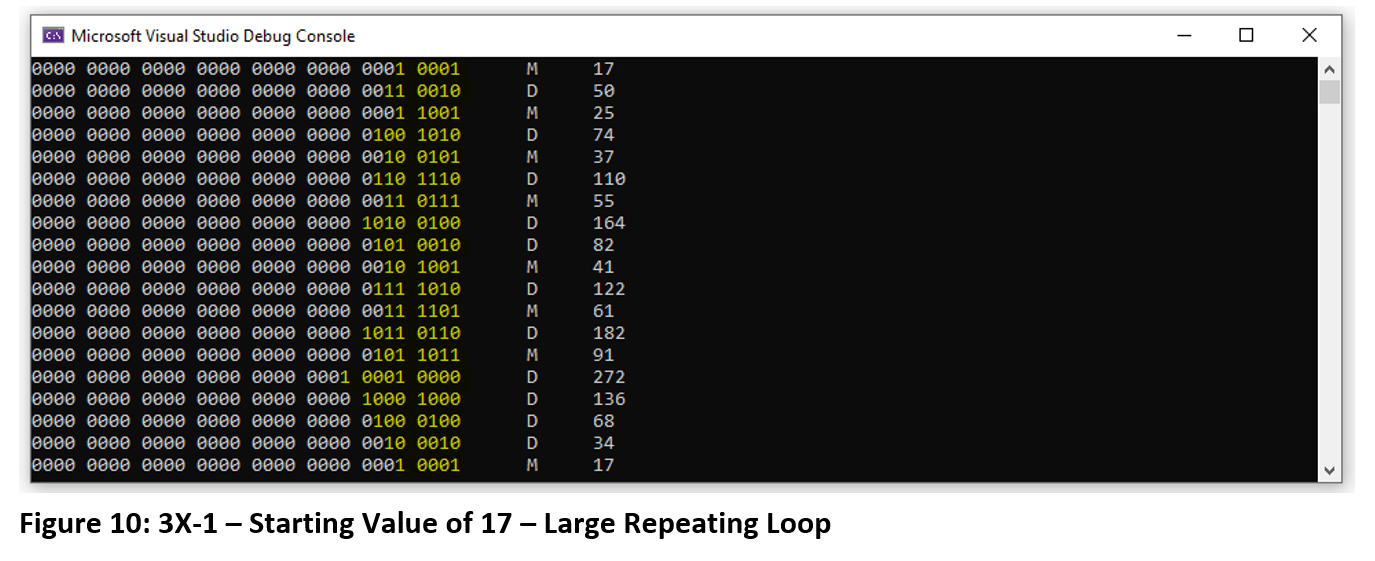 C:\ Microsoft Visual Studio Debug Console
0000 0000 0000 0000 0000 0000 0001 0001 M 17
0000 0000 0000 0000 0000 0000 0011 0010 D 50
0000 0000 0000 0000 0000 0000 0001 1001 M 25
0000 0000 0000 0000 0000 0000 0100 1010 D 74
0000 0000 0000 0000 0000 0000 0010 0101 M 37
0000 0000 0000 0000 0000 0000 0110 1110 D 110
0000 0000 0000 0000 0000 0000 0011 0111 M 55
0000 0000 0000 0000 0000 0000 1010 0100 D 164
0000 0000 0000 0000 0000 0000 0101 0010 D 82
0000 0000 0000 0000 0000 0000 0010 1001 M 41
0000 0000 0000 0000 0000 0000 0111 1010 D 122
0000 0000 0000 0000 0000 0000 0011 1101 M 61
0000 0000 0000 0000 0000 0000 1011 0110 D 182
0000 0000 0000 0000 0000 0000 0101 1011 M 91
0000 0000 0000 0000 0000 0001 0001 0000 D 272
0000 0000 0000 0000 0000 0000 1000 1000 D 136
0000 0000 0000 0000 0000 0000 0100 0100 D 68
0000 0000 0000 0000 0000 0000 0010 0010 D 34
0000 0000 0000 0000 0000 0000 0001 0001 M 17
Figure 10: 3X-1 – Starting Value of 17 – Large Repeating Loop